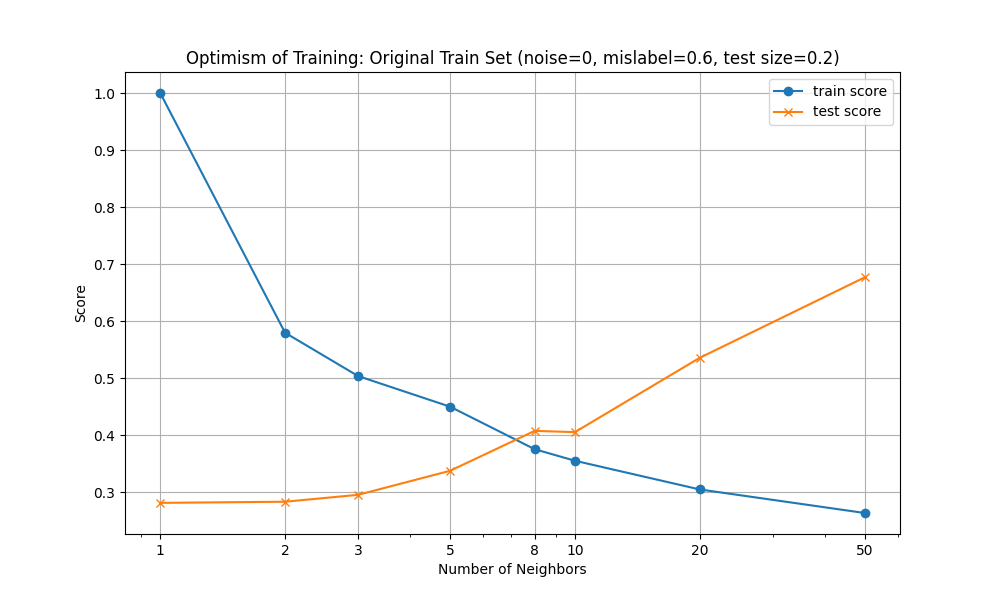 Optimism of Training: Original Train Set (noise=0, mislabel=0.6, test size=0.2)
train score
test score
1.0
0.9
0.8
0.7
0.6
0.5
0.4
0.3
Score
1 2 3 5 8 10 20 50
Number of Neighbors